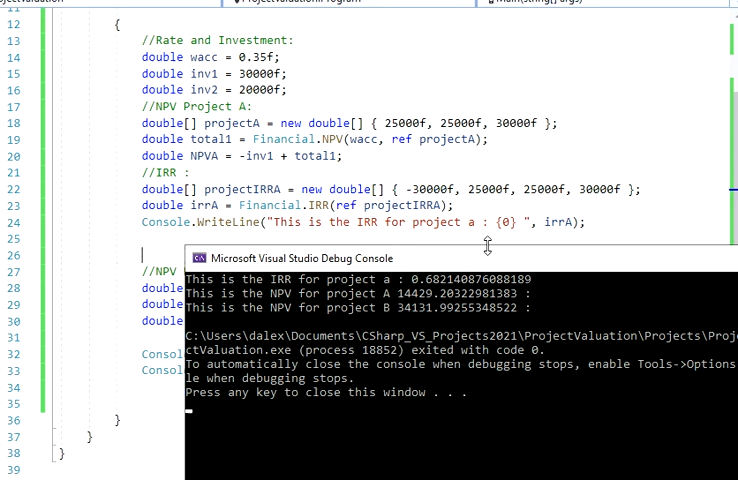 12 {
13 //Rate and Investment:
14 double wacc = 0.35f;
15 double inv1 = 30000f;
16 double inv2 = 20000f;
17 //NPV Project A:
18 double[] projectA = new double[] { 25000f, 25000f, 30000f };
19 double total1 = Financial.NPV(wacc, ref projectA);
20 double NPVA = -inv1 + total1;
21 //IRR :
22 double[] projectIRRA = new double[] { -30000f, 25000f, 25000f, 30000f };
23 double irrA = Financial.IRR(ref projectIRRA);
24 Console.WriteLine("This is the IRR for project a : {0} ", irrA);
25
26
27 //NPV
28 double
29 double
30 double
31
32 Consol
33 Consol
34
35
36 }
37 }
38 }
39
Microsoft Visual Studio Debug Console
This is the IRR for project a : 0.682140876088189
This is the NPV for project A 14429.20322981383 :
This is the NPV for project B 34131.99255348522 :
C:\Users\dalex\Documents\CSharp_VS_Projects2021\ProjectValuation\Projects\Proje
ctValuation.exe (process 18852) exited with code 0.
To automatically close the console when debugging stops, enable Tools->Options
le when debugging stops.
Press any key to close this window . . .